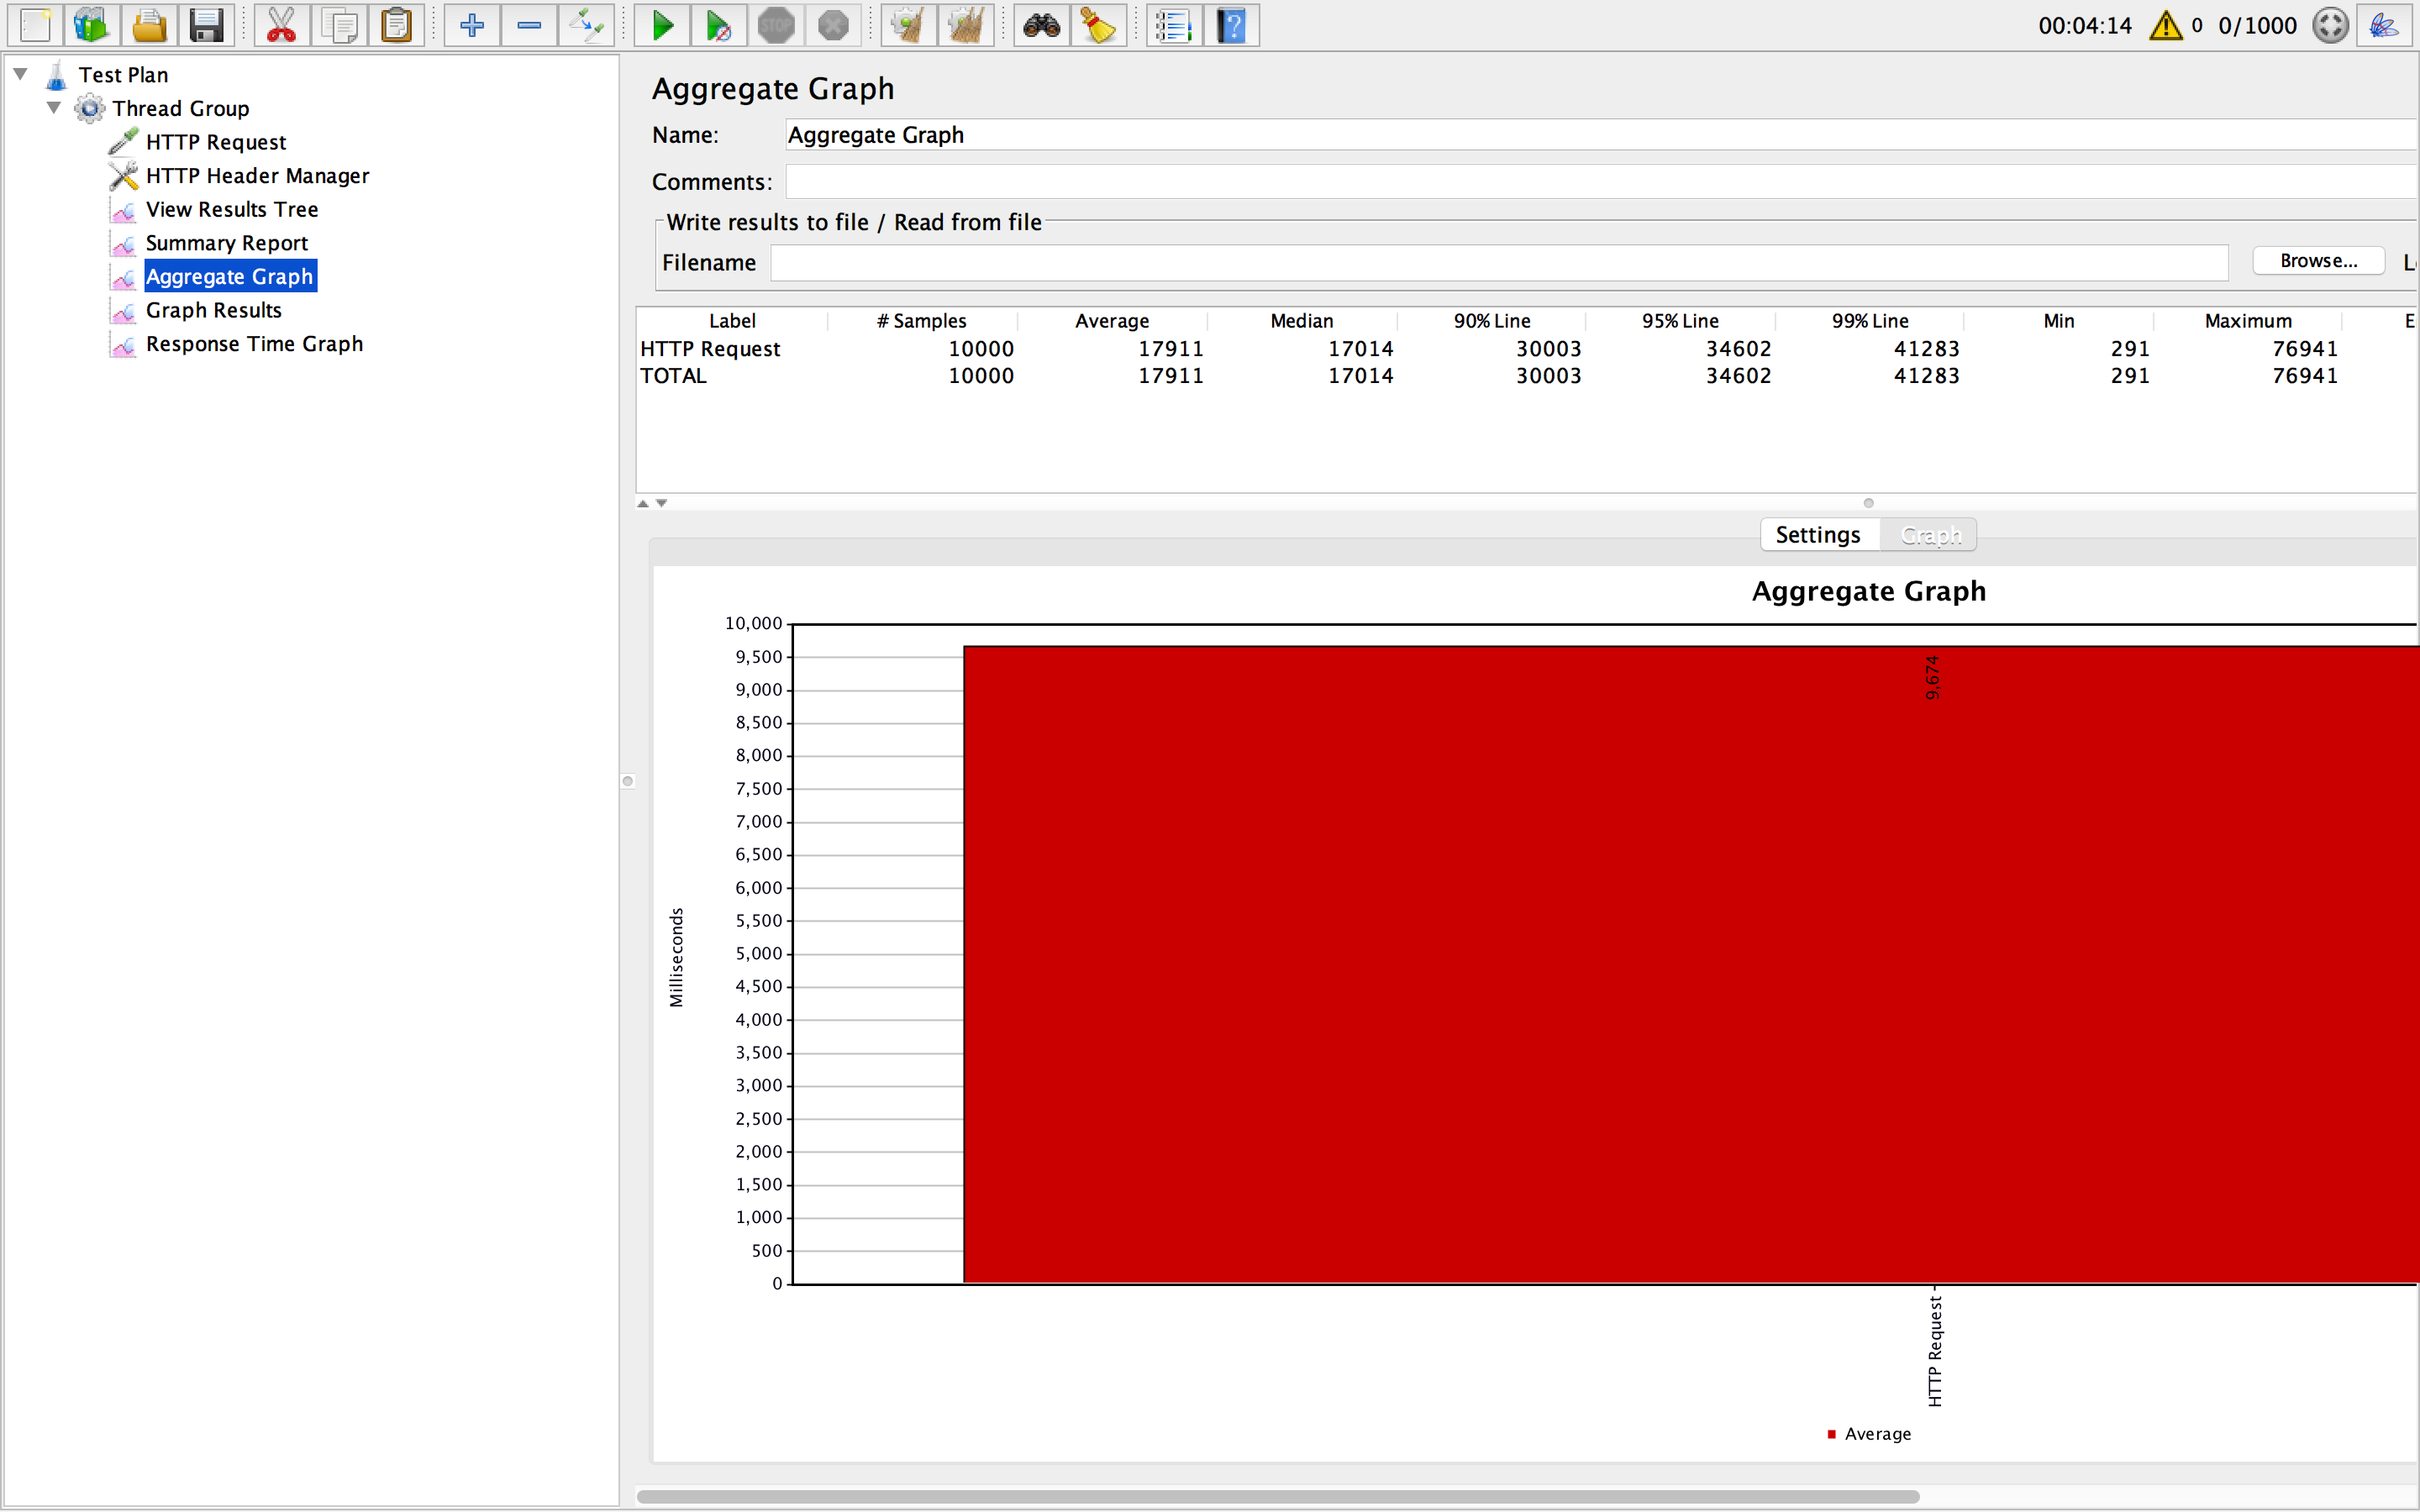 STOP
00:04:14 0 0/1000
Test Plan
Thread Group
HTTP Request
HTTP Header Manager
View Results Tree
Summary Report
Aggregate Graph
Graph Results
Response Time Graph
Aggregate Graph
Name: Aggregate Graph
Comments:
Write results to file / Read from file
Filename Browse...
Label # Samples Average Median 90% Line 95% Line 99% Line Min Maximum
HTTP Request 10000 17911 17014 30003 34602 41283 291 76941
TOTAL 10000 17911 17014 30003 34602 41283 291 76941
Settings Graph
Aggregate Graph
10,000
9,500
9,000
8,500
8,000
7,500
7,000
6,500
6,000
5,500
5,000
4,500
4,000
3,500
3,000
2,500
2,000
1,500
1,000
500
0
Milliseconds
9,674
HTTP Request
Average